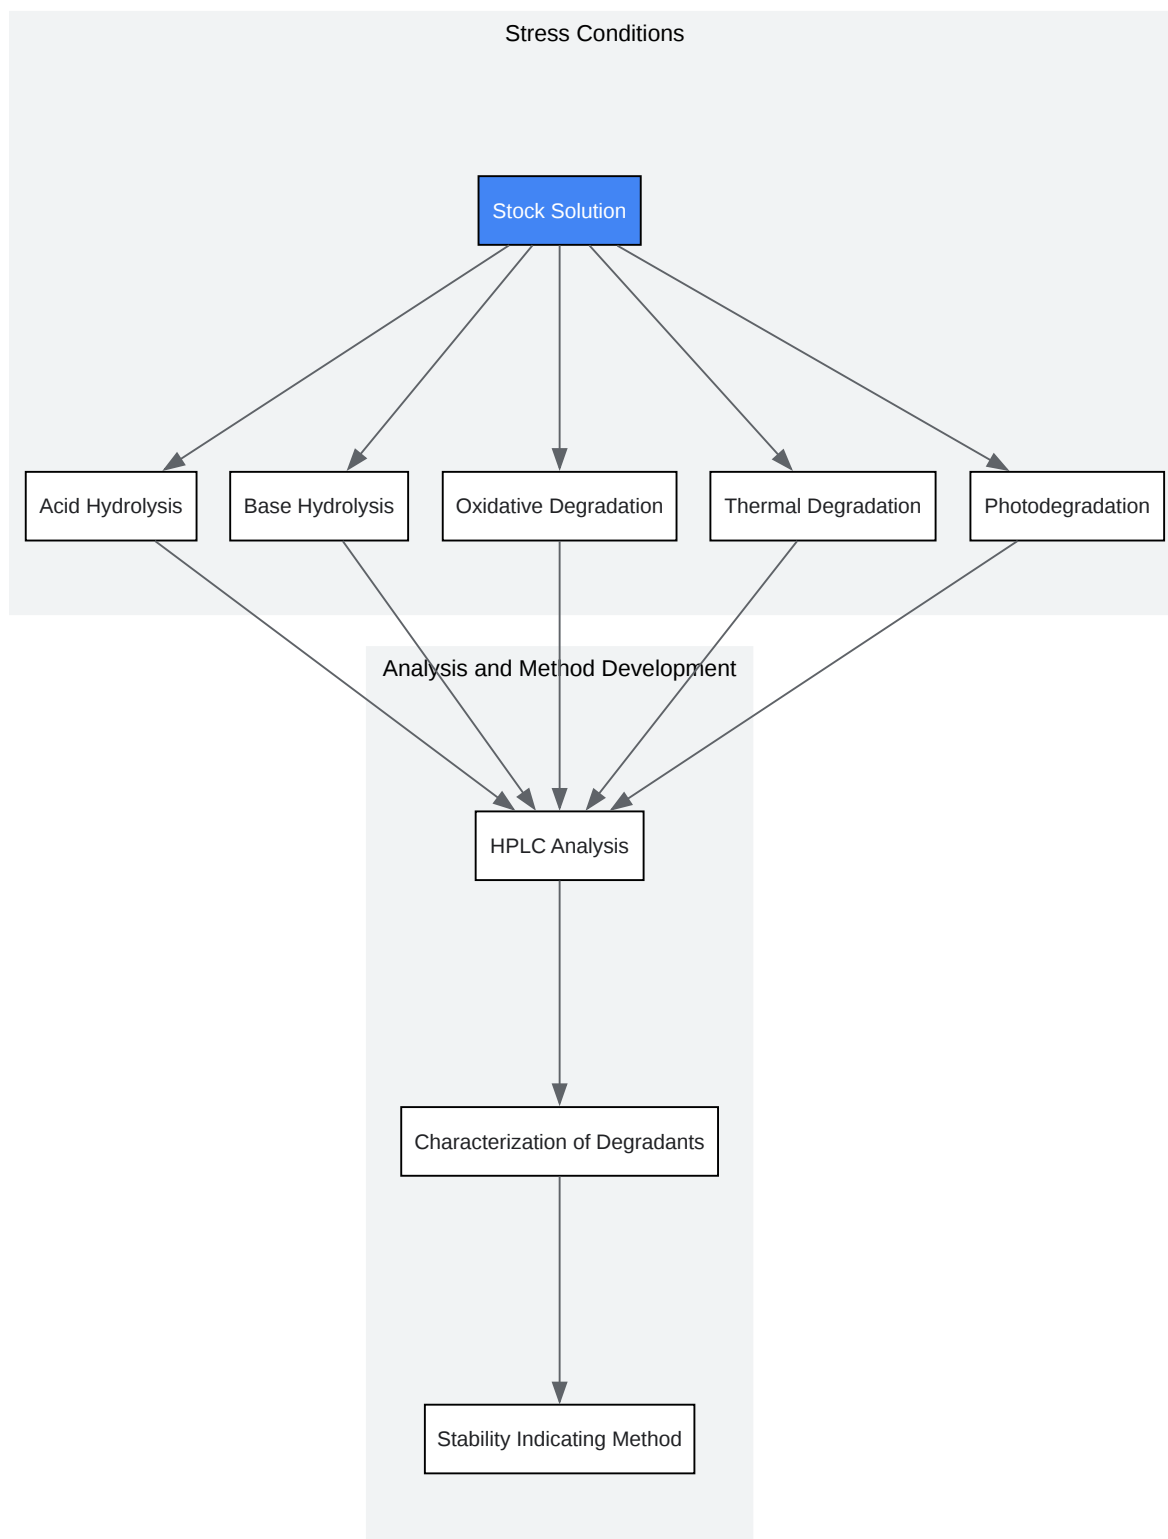 Stress Conditions
Stock Solution
Acid Hydrolysis
Base Hydrolysis
Oxidative Degradation
Thermal Degradation
Photodegradation
Analysis and Method Development
HPLC Analysis
Characterization of Degradants
Stability Indicating Method